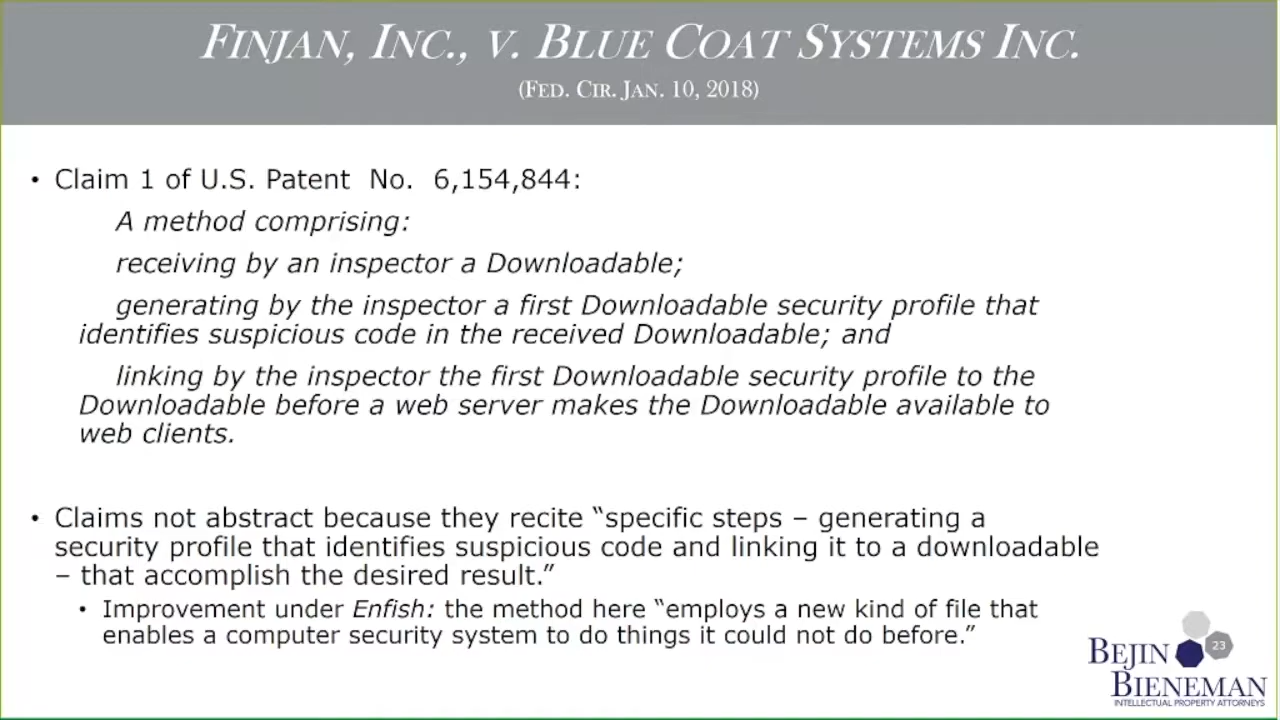 FINJAN, INC., V. BLUE COAT SYSTEMS INC.
(FED. CIR. JAN. 10, 2018)
• Claim 1 of U.S. Patent No. 6,154,844:
A method comprising:
receiving by an inspector a Downloadable;
generating by the inspector a first Downloadable security profile that
identifies suspicious code in the received Downloadable; and
linking by the inspector the first Downloadable security profile to the
Downloadable before a web server makes the Downloadable available to
web clients.
• Claims not abstract because they recite “specific steps – generating a
security profile that identifies suspicious code and linking it to a downloadable
– that accomplish the desired result.”
• Improvement under Enfish: the method here “employs a new kind of file that
enables a computer security system to do things it could not do before.”
23
BEJIN
BIENEMAN
INTELLECTUAL PROPERTY ATTORNEYS